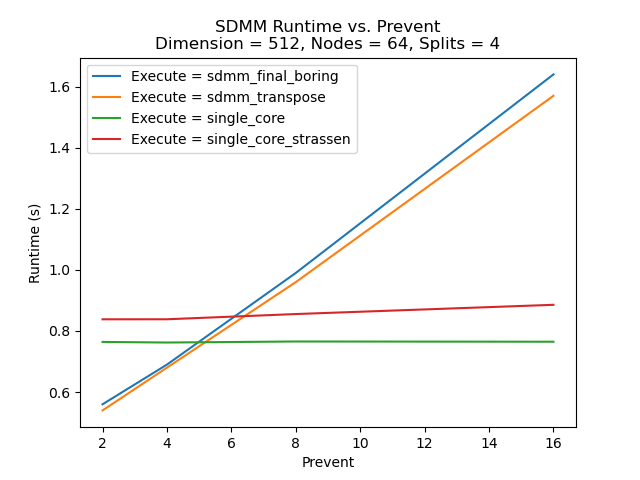 SDMM Runtime vs. Prevent
Dimension = 512, Nodes = 64, Splits = 4
Execute = sdmm_final_boring
Execute = sdmm_transpose
Execute = single_core
Execute = single_core_strassen
Runtime (s)
1.6
1.4
1.2
1.0
0.8
0.6
2 4 6 8 10 12 14 16
Prevent